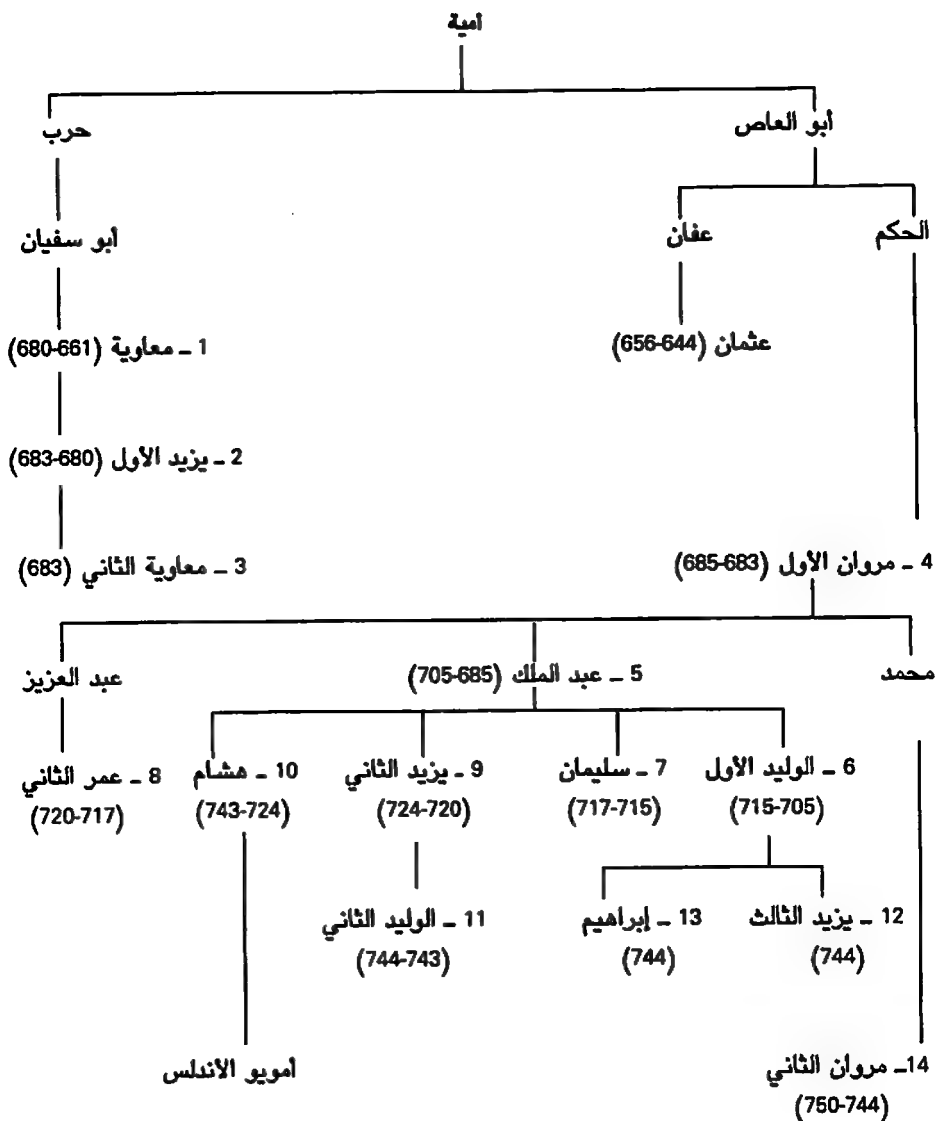 أمية
أبو العاص
حرب
الحكم
عفان
أبو سفيان
عثمان (644-656)
1 ـ معاوية (661-680)
2 ـ يزيد الأول (680-683)
4 ـ مروان الأول (683-685)
3 ـ معاوية الثاني (683)
محمد
5 ـ عبد الملك (685-705)
عبد العزيز
6 ـ الوليد الأول
(705-715)
7 ـ سليمان
(715-717)
9 ـ يزيد الثاني
(720-724)
10 ـ هشام
(724-743)
8 ـ عمر الثاني
(717-720)
12 ـ يزيد الثالث
(744)
13 ـ إبراهيم
(744)
11 ـ الوليد الثاني
(743-744)
14ـ مروان الثاني
(744-750)
أمويو الأندلس